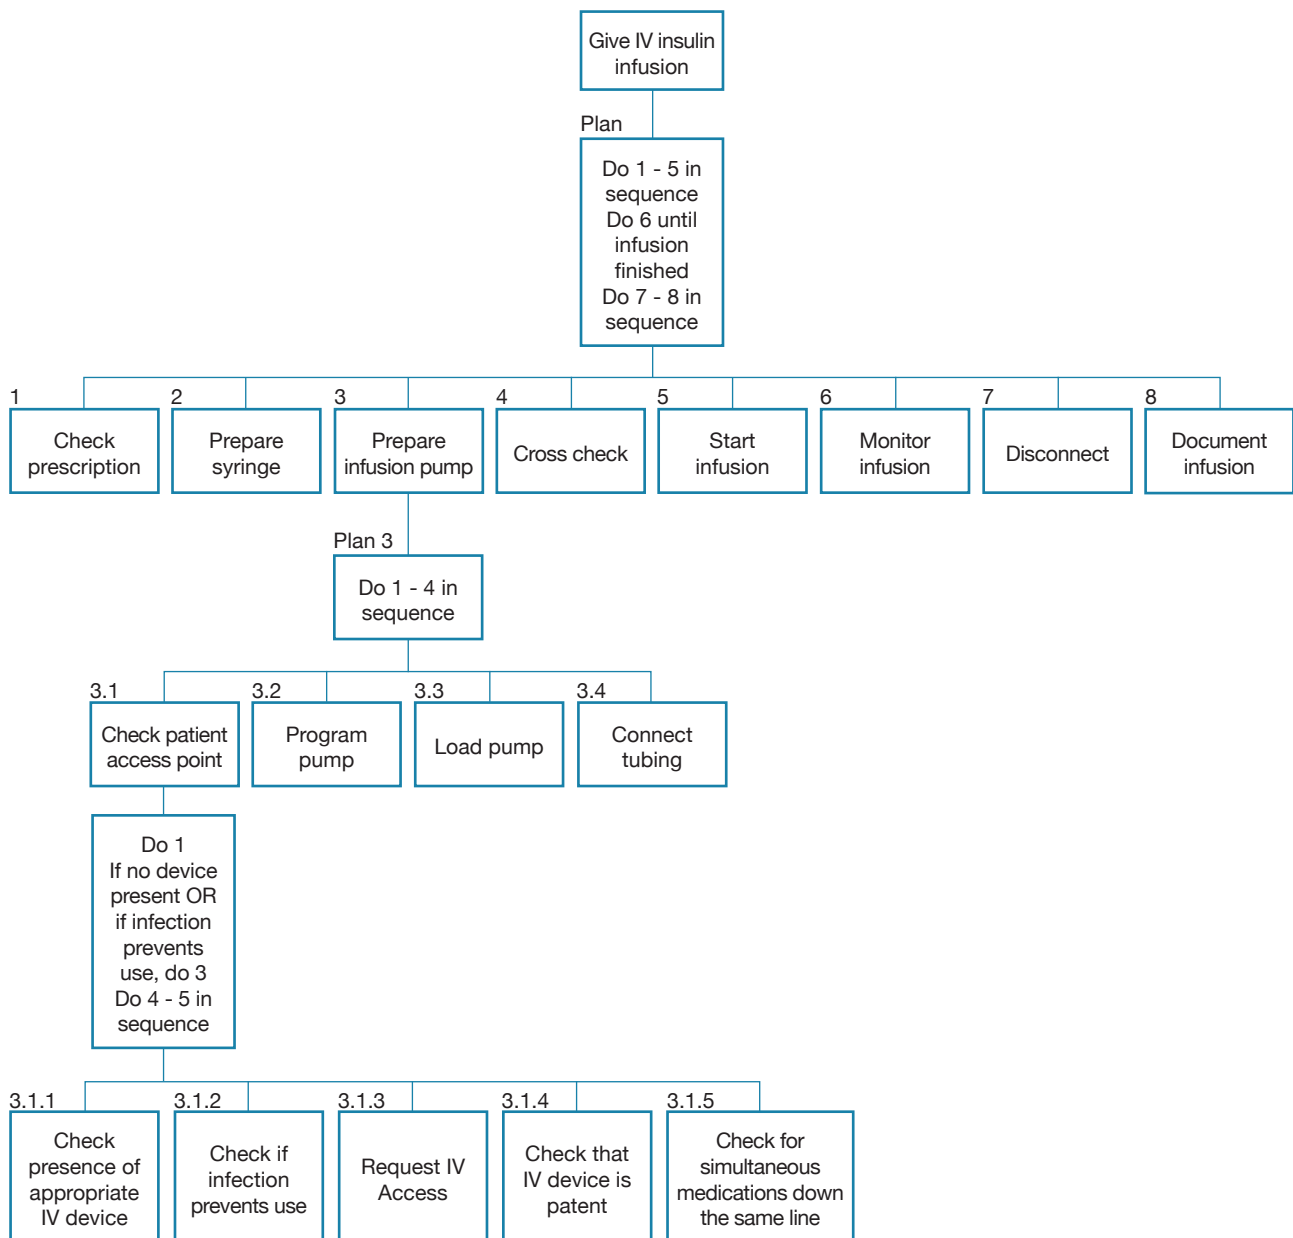 Give IV insulin
infusion
Plan
Do 1 - 5 in
sequence
Do 6 until
infusion
finished
Do 7 - 8 in
sequence
1
Check
prescription
2
Prepare
syringe
3
Prepare
infusion pump
4
Cross check
5
Start
infusion
6
Monitor
infusion
7
Disconnect
8
Document
infusion
Plan 3
Do 1 - 4 in
sequence
3.1
Check patient
access point
3.2
Program
pump
3.3
Load pump
3.4
Connect
tubing
Do 1
If no device
present OR
if infection
prevents
use, do 3
Do 4 - 5 in
sequence
3.1.1
Check
presence of
appropriate
IV device
3.1.2
Check if
infection
prevents use
3.1.3
Request IV
Access
3.1.4
Check that
IV device is
patent
3.1.5
Check for
simultaneous
medications down
the same line